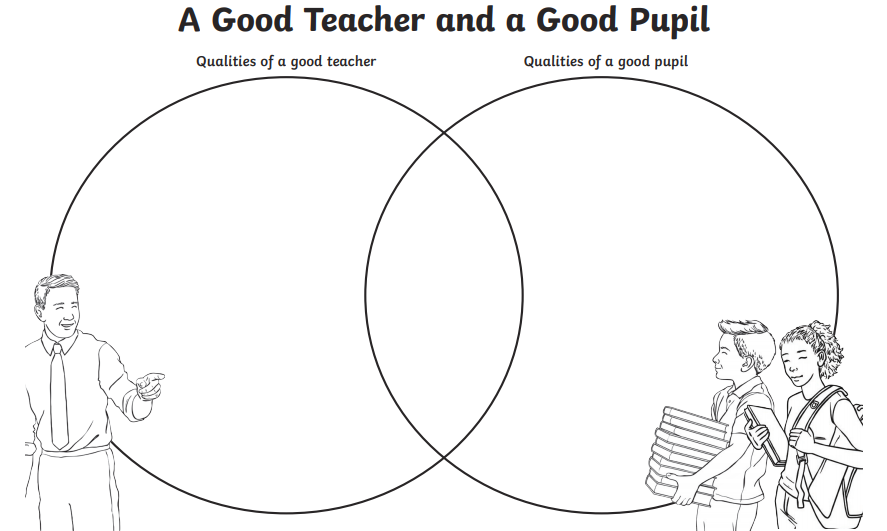 A Good Teacher and a Good Pupil
Qualities of a good teacher
Qualities of a good pupil